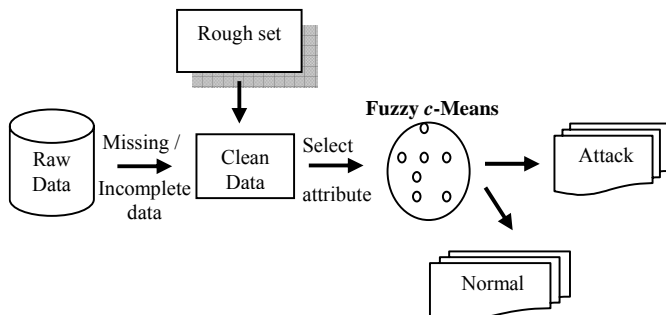 Rough set
Fuzzy c-Means
Raw
Data
Missing /
Incomplete
data
Clean
Data
Select
attribute
Attack
Normal